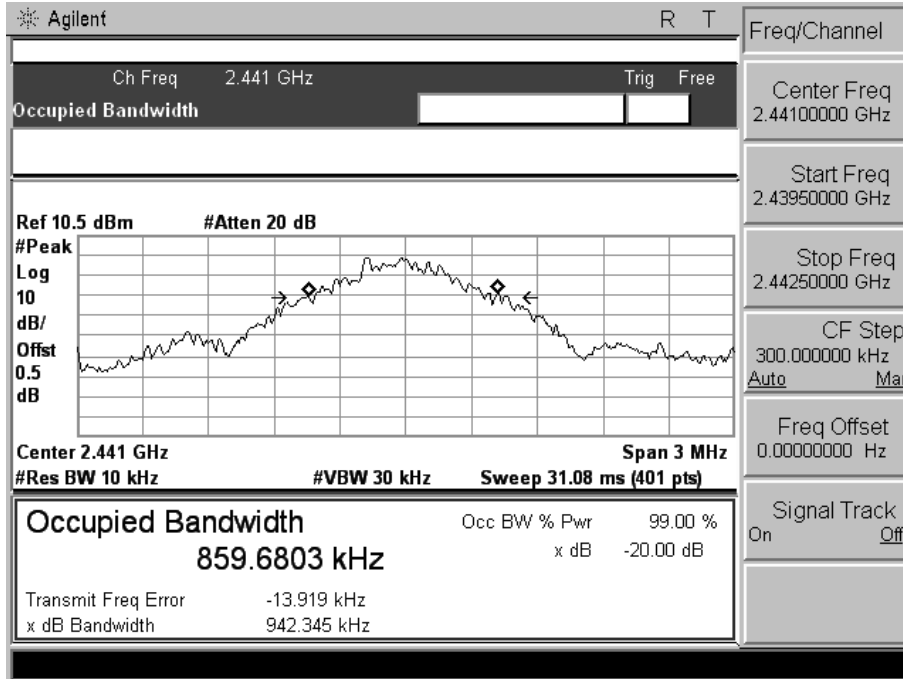 Agilent R T
Ch Freq 2.441 GHz Trig Free
Occupied Bandwidth
Ref 10.5 dBm #Atten 20 dB
#Peak
Log
10
dB/
Offst
0.5
dB
Center 2.441 GHz Span 3 MHz
#Res BW 10 kHz #VBW 30 kHz Sweep 31.08 ms (401 pts)
Occupied Bandwidth Occ BW % Pwr 99.00 %
859.6803 kHz x dB -20.00 dB
Transmit Freq Error -13.919 kHz
x dB Bandwidth 942.345 kHz
Freq/Channel
Center Freq
2.44100000 GHz
Start Freq
2.43950000 GHz
Stop Freq
2.44250000 GHz
CF Step
300.000000 kHz
Auto Mar
Freq Offset
0.00000000 Hz
Signal Track
On Off